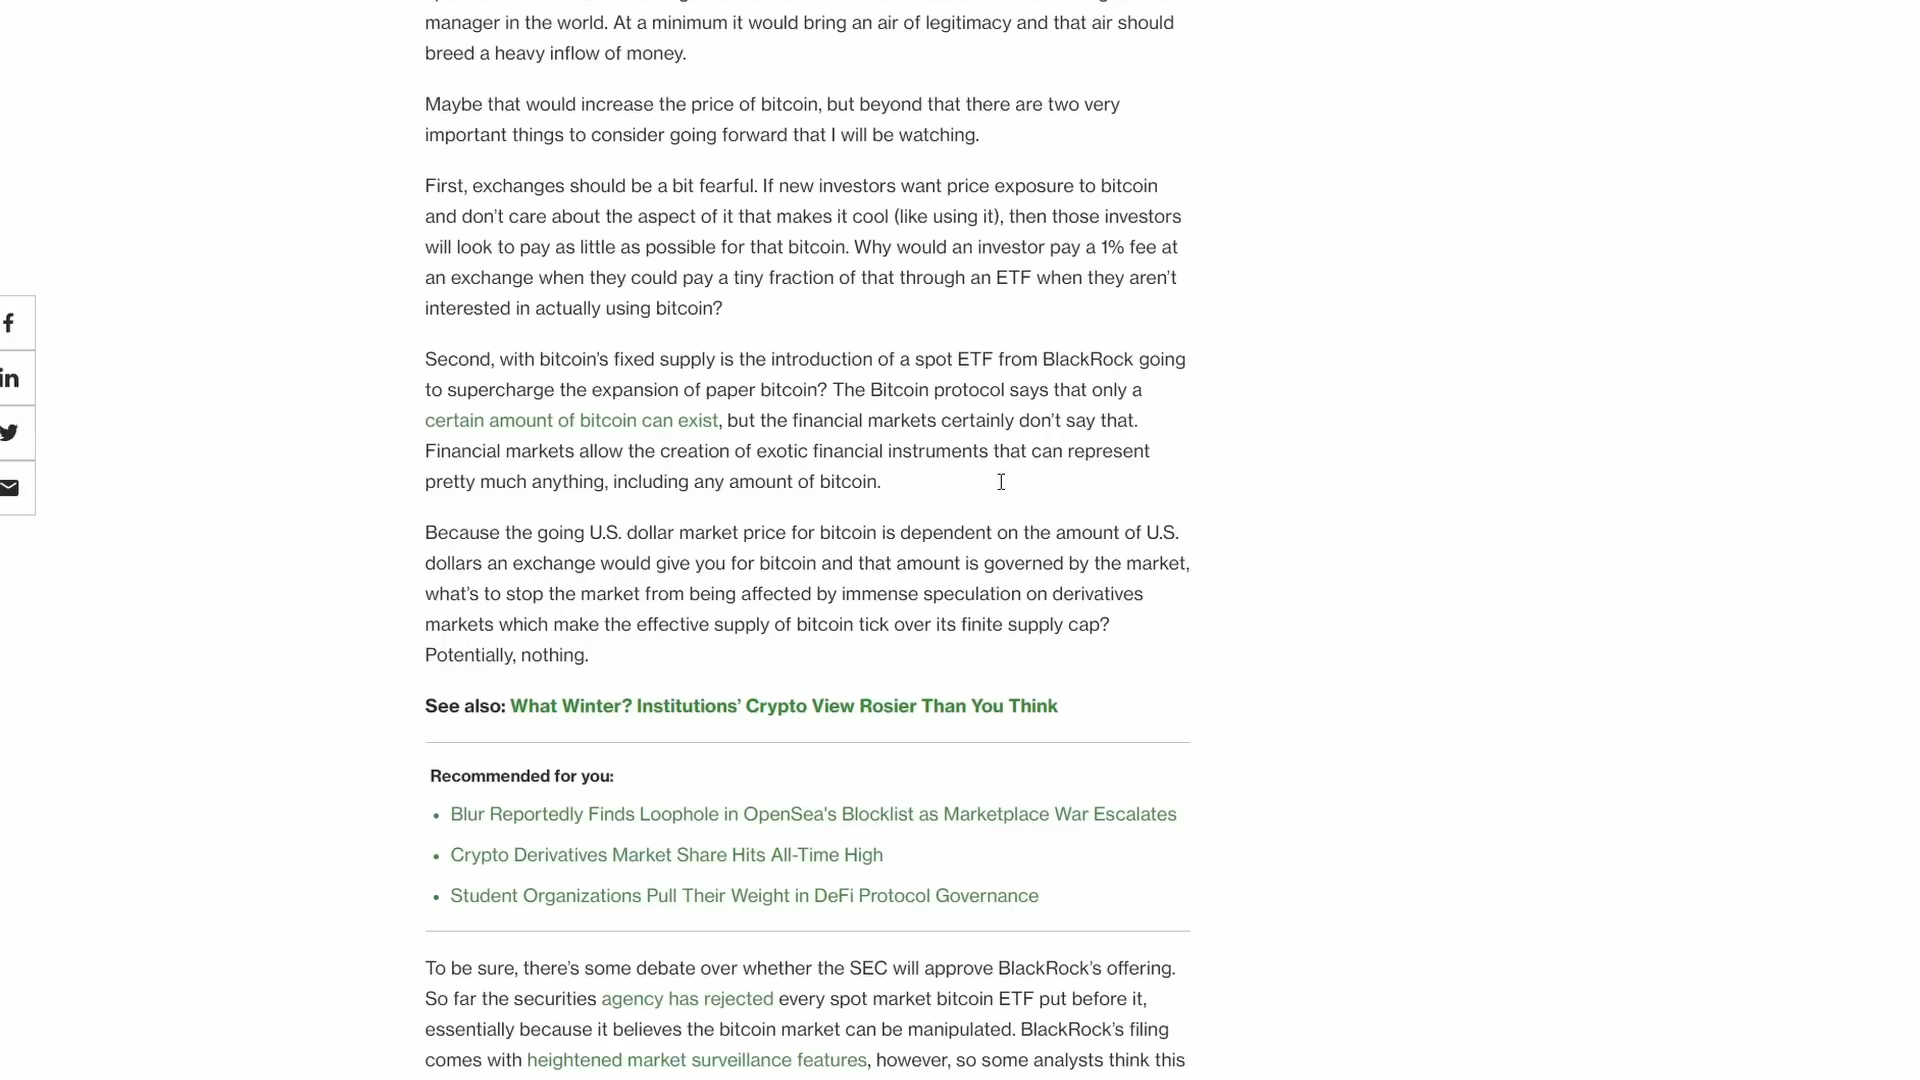 manager in the world. At a minimum it would bring an air of legitimacy and that air should
breed a heavy inflow of money.
Maybe that would increase the price of bitcoin, but beyond that there are two very
important things to consider going forward that I will be watching.
First, exchanges should be a bit fearful. If new investors want price exposure to bitcoin
and don’t care about the aspect of it that makes it cool (like using it), then those investors
will look to pay as little as possible for that bitcoin. Why would an investor pay a 1% fee at
an exchange when they could pay a tiny fraction of that through an ETF when they aren’t
interested in actually using bitcoin?
Second, with bitcoin’s fixed supply is the introduction of a spot ETF from BlackRock going
to supercharge the expansion of paper bitcoin? The Bitcoin protocol says that only a
certain amount of bitcoin can exist, but the financial markets certainly don’t say that.
Financial markets allow the creation of exotic financial instruments that can represent
pretty much anything, including any amount of bitcoin.
Because the going U.S. dollar market price for bitcoin is dependent on the amount of U.S.
dollars an exchange would give you for bitcoin and that amount is governed by the market,
what’s to stop the market from being affected by immense speculation on derivatives
markets which make the effective supply of bitcoin tick over its finite supply cap?
Potentially, nothing.
See also: What Winter? Institutions’ Crypto View Rosier Than You Think
Recommended for you:
• Blur Reportedly Finds Loophole in OpenSea's Blocklist as Marketplace War Escalates
• Crypto Derivatives Market Share Hits All-Time High
• Student Organizations Pull Their Weight in DeFi Protocol Governance
To be sure, there’s some debate over whether the SEC will approve BlackRock’s offering.
So far the securities agency has rejected every spot market bitcoin ETF put before it,
essentially because it believes the bitcoin market can be manipulated. BlackRock’s filing
comes with heightened market surveillance features, however, so some analysts think this